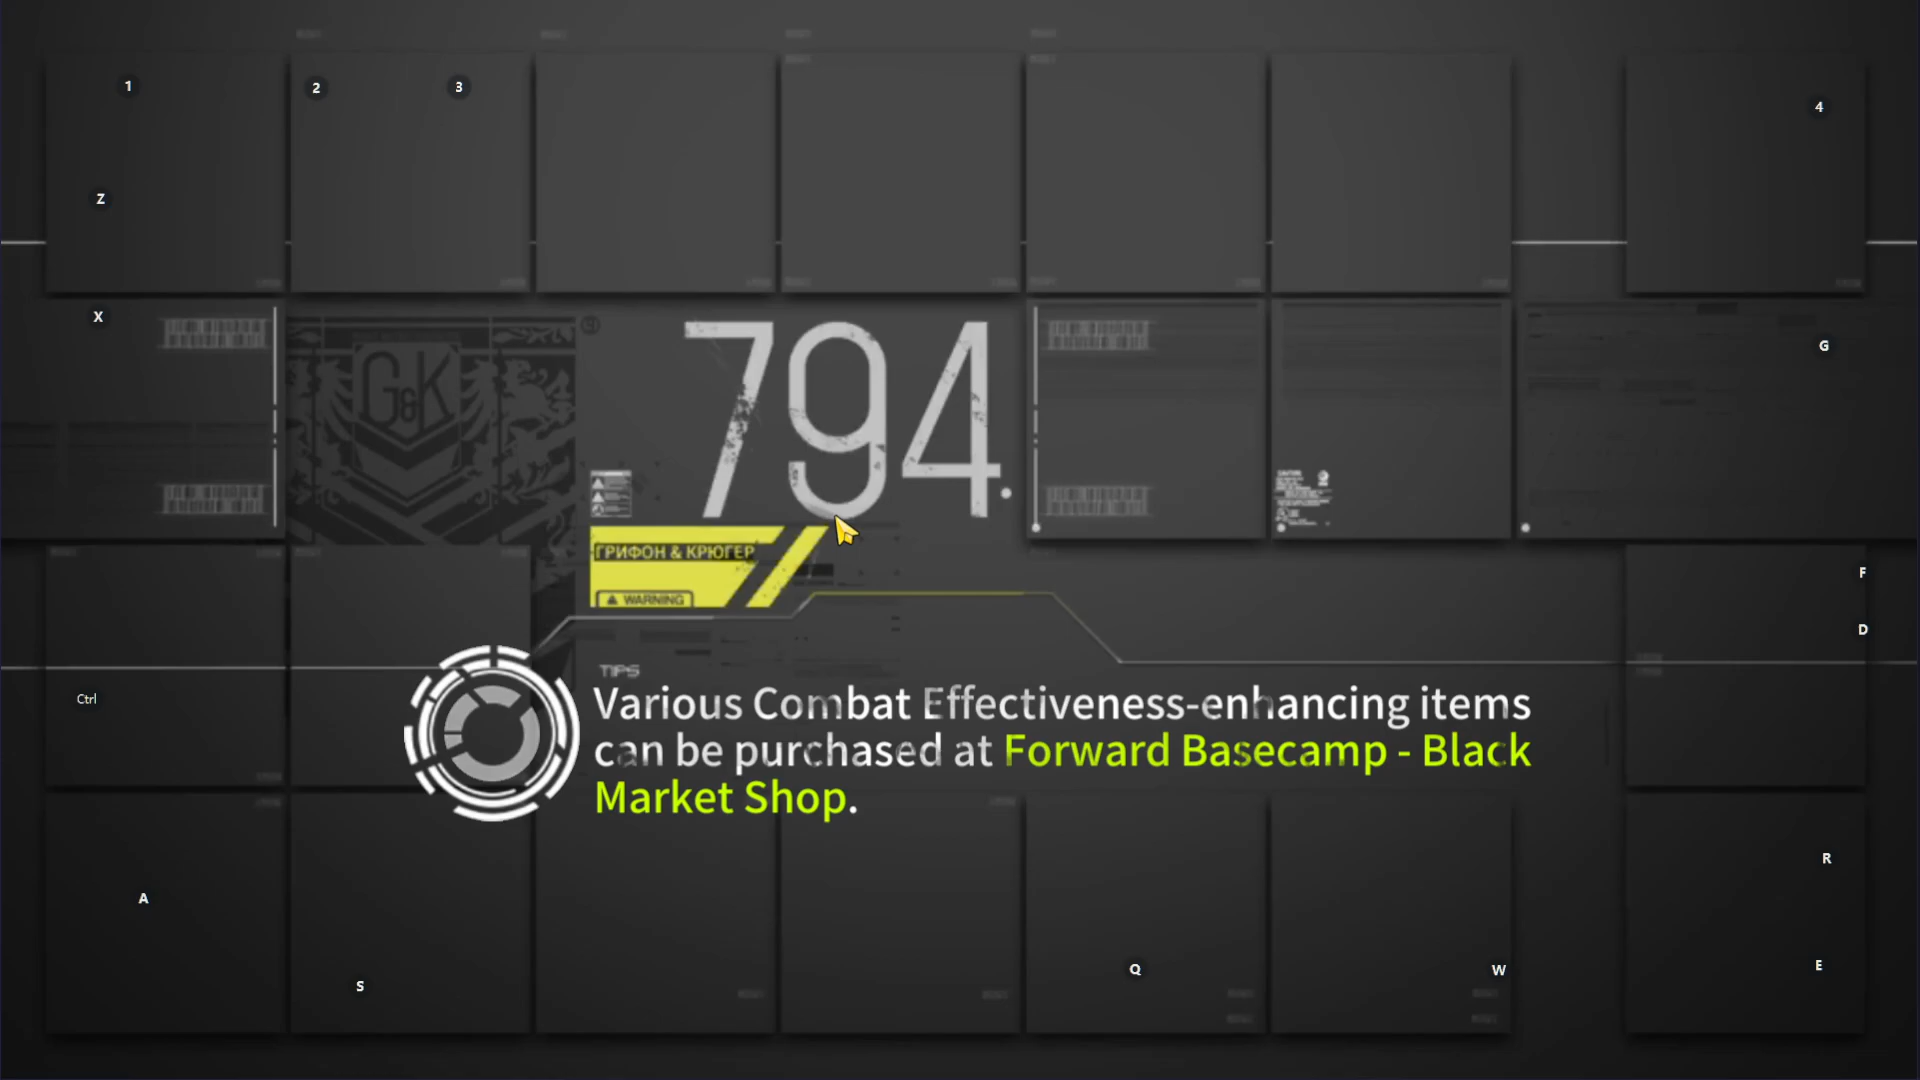 1
2
3
4
Z
X
G&K
794.
G
ГРИФОН & КРЮГЕР
WARNING
F
D
TIPS
Ctrl
Various Combat Effectiveness-enhancing items
can be purchased at Forward Basecamp - Black
Market Shop.
R
A
Q
W
E
S